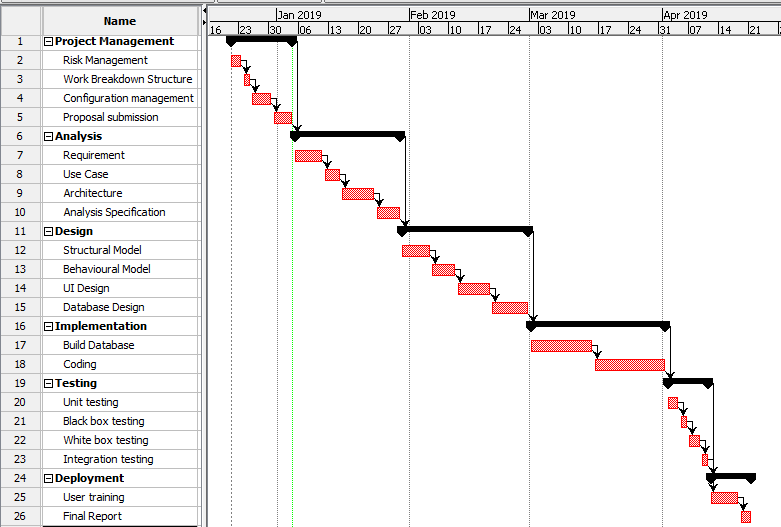 Name
Jan 2019 Feb 2019 Mar 2019 Apr 2019
16 23 30 06 13 20 27 03 10 17 24 03 10 17 24 31 07 14 21 28
1 Project Management
2 Risk Management
3 Work Breakdown Structure
4 Configuration management
5 Proposal submission
6 Analysis
7 Requirement
8 Use Case
9 Architecture
10 Analysis Specification
11 Design
12 Structural Model
13 Behavioural Model
14 UI Design
15 Database Design
16 Implementation
17 Build Database
18 Coding
19 Testing
20 Unit testing
21 Black box testing
22 White box testing
23 Integration testing
24 Deployment
25 User training
26 Final Report